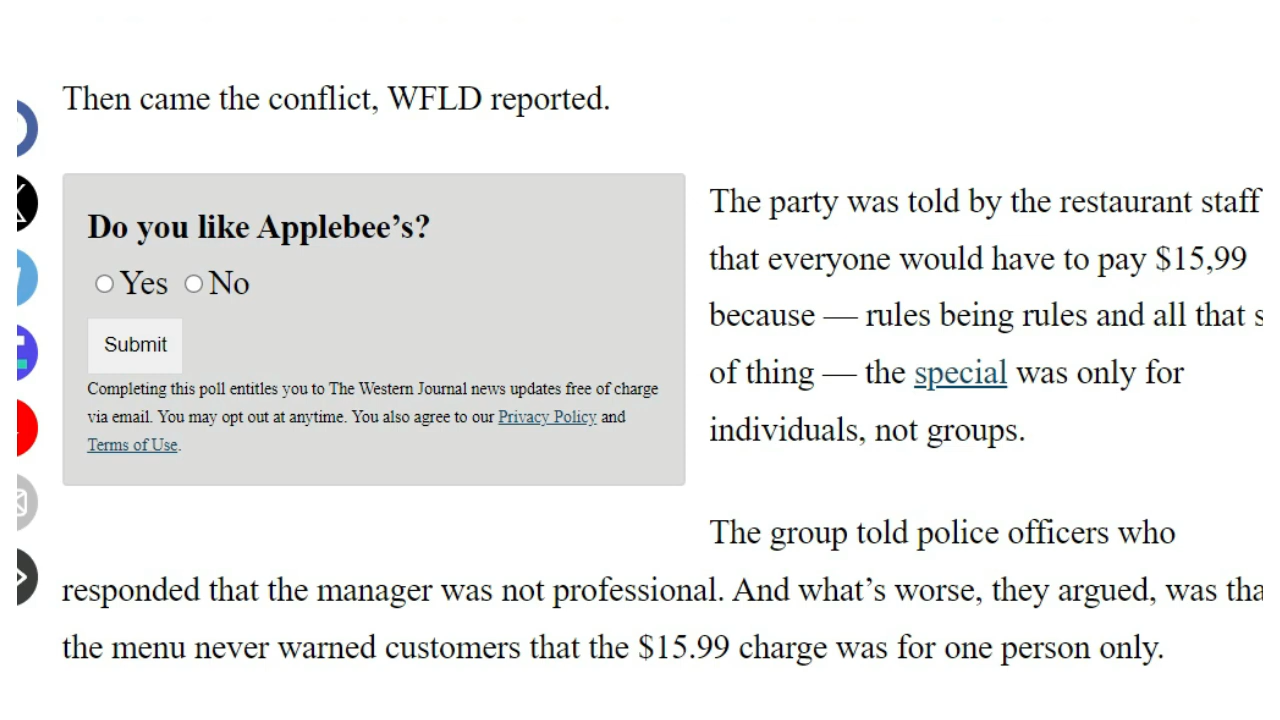 Then came the conflict, WFLD reported.
Do you like Applebee’s?
Yes No
Submit
Completing this poll entitles you to The Western Journal news updates free of charge
via email. You may opt out at anytime. You also agree to our Privacy Policy and
Terms of Use.
The party was told by the restaurant staff
that everyone would have to pay $15,99
because — rules being rules and all that
of thing — the special was only for
individuals, not groups.
The group told police officers who
responded that the manager was not professional. And what’s worse, they argued, was
the menu never warned customers that the $15.99 charge was for one person only.